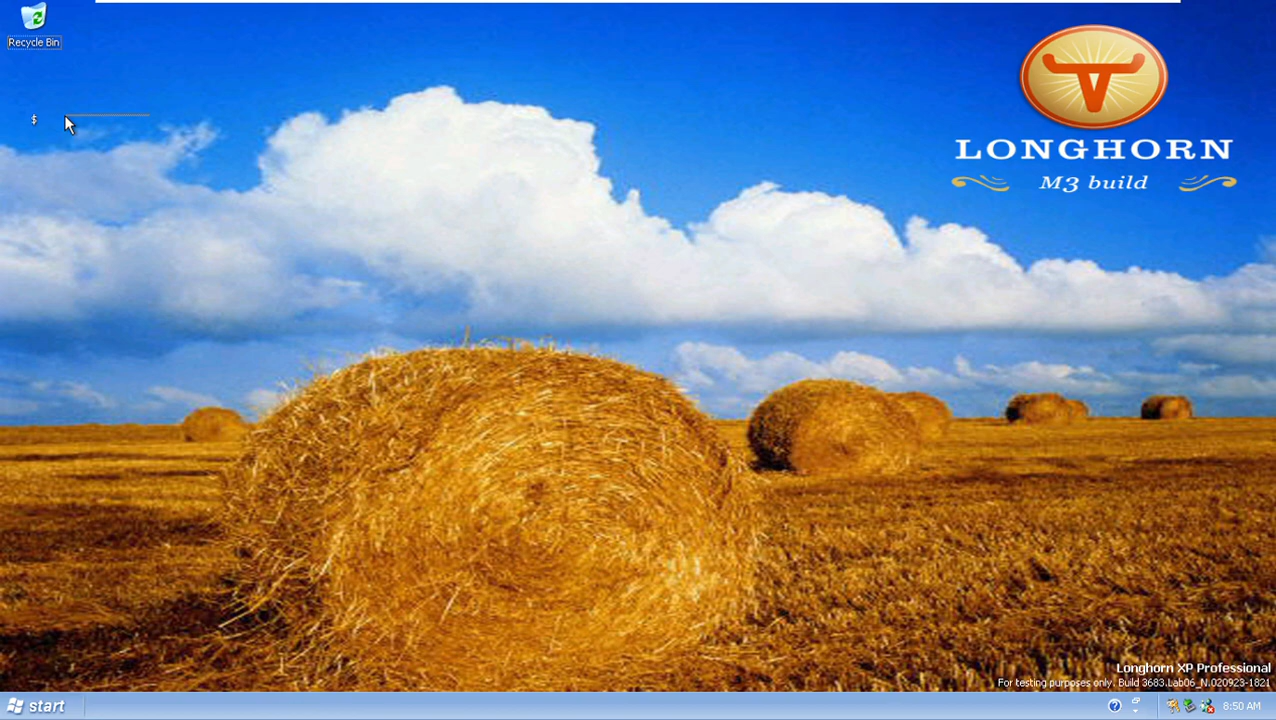 Recycle Bin
$
LONGHORN
M3 build
Longhorn XP Professional
For testing purposes only. Build 3683.Lab06_N.020923-1821
start
8:50 AM